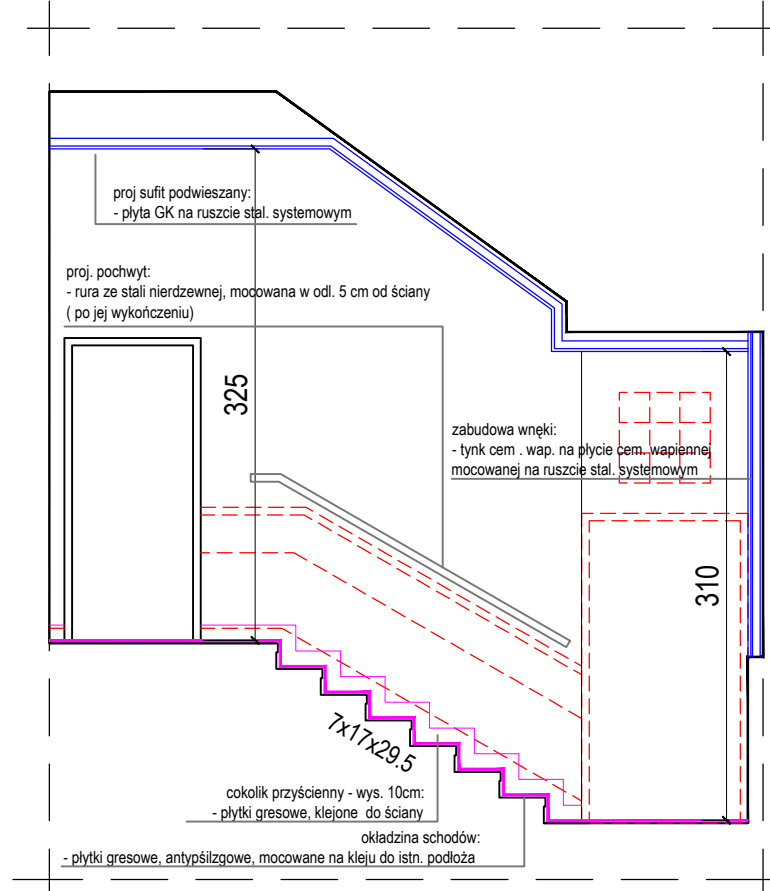 proj sufit podwieszany:
- płyta GK na ruszcie stal. systemowym
proj. pochwyt:
- rura ze stali nierdzewnej, mocowana w odl. 5 cm od ściany
( po jej wykończeniu)
325
zabudowa wnęki:
- tynk cem . wap. na płycie cem. wapiennej
mocowanej na ruszcie stal. systemowym
310
7x17x29.5
cokolik przyścienny - wys. 10cm:
- płytki gresowe, klejone do ściany
okładzina schodów:
- płytki gresowe, antypśilzgowe, mocowane na kleju do istn. podłoża